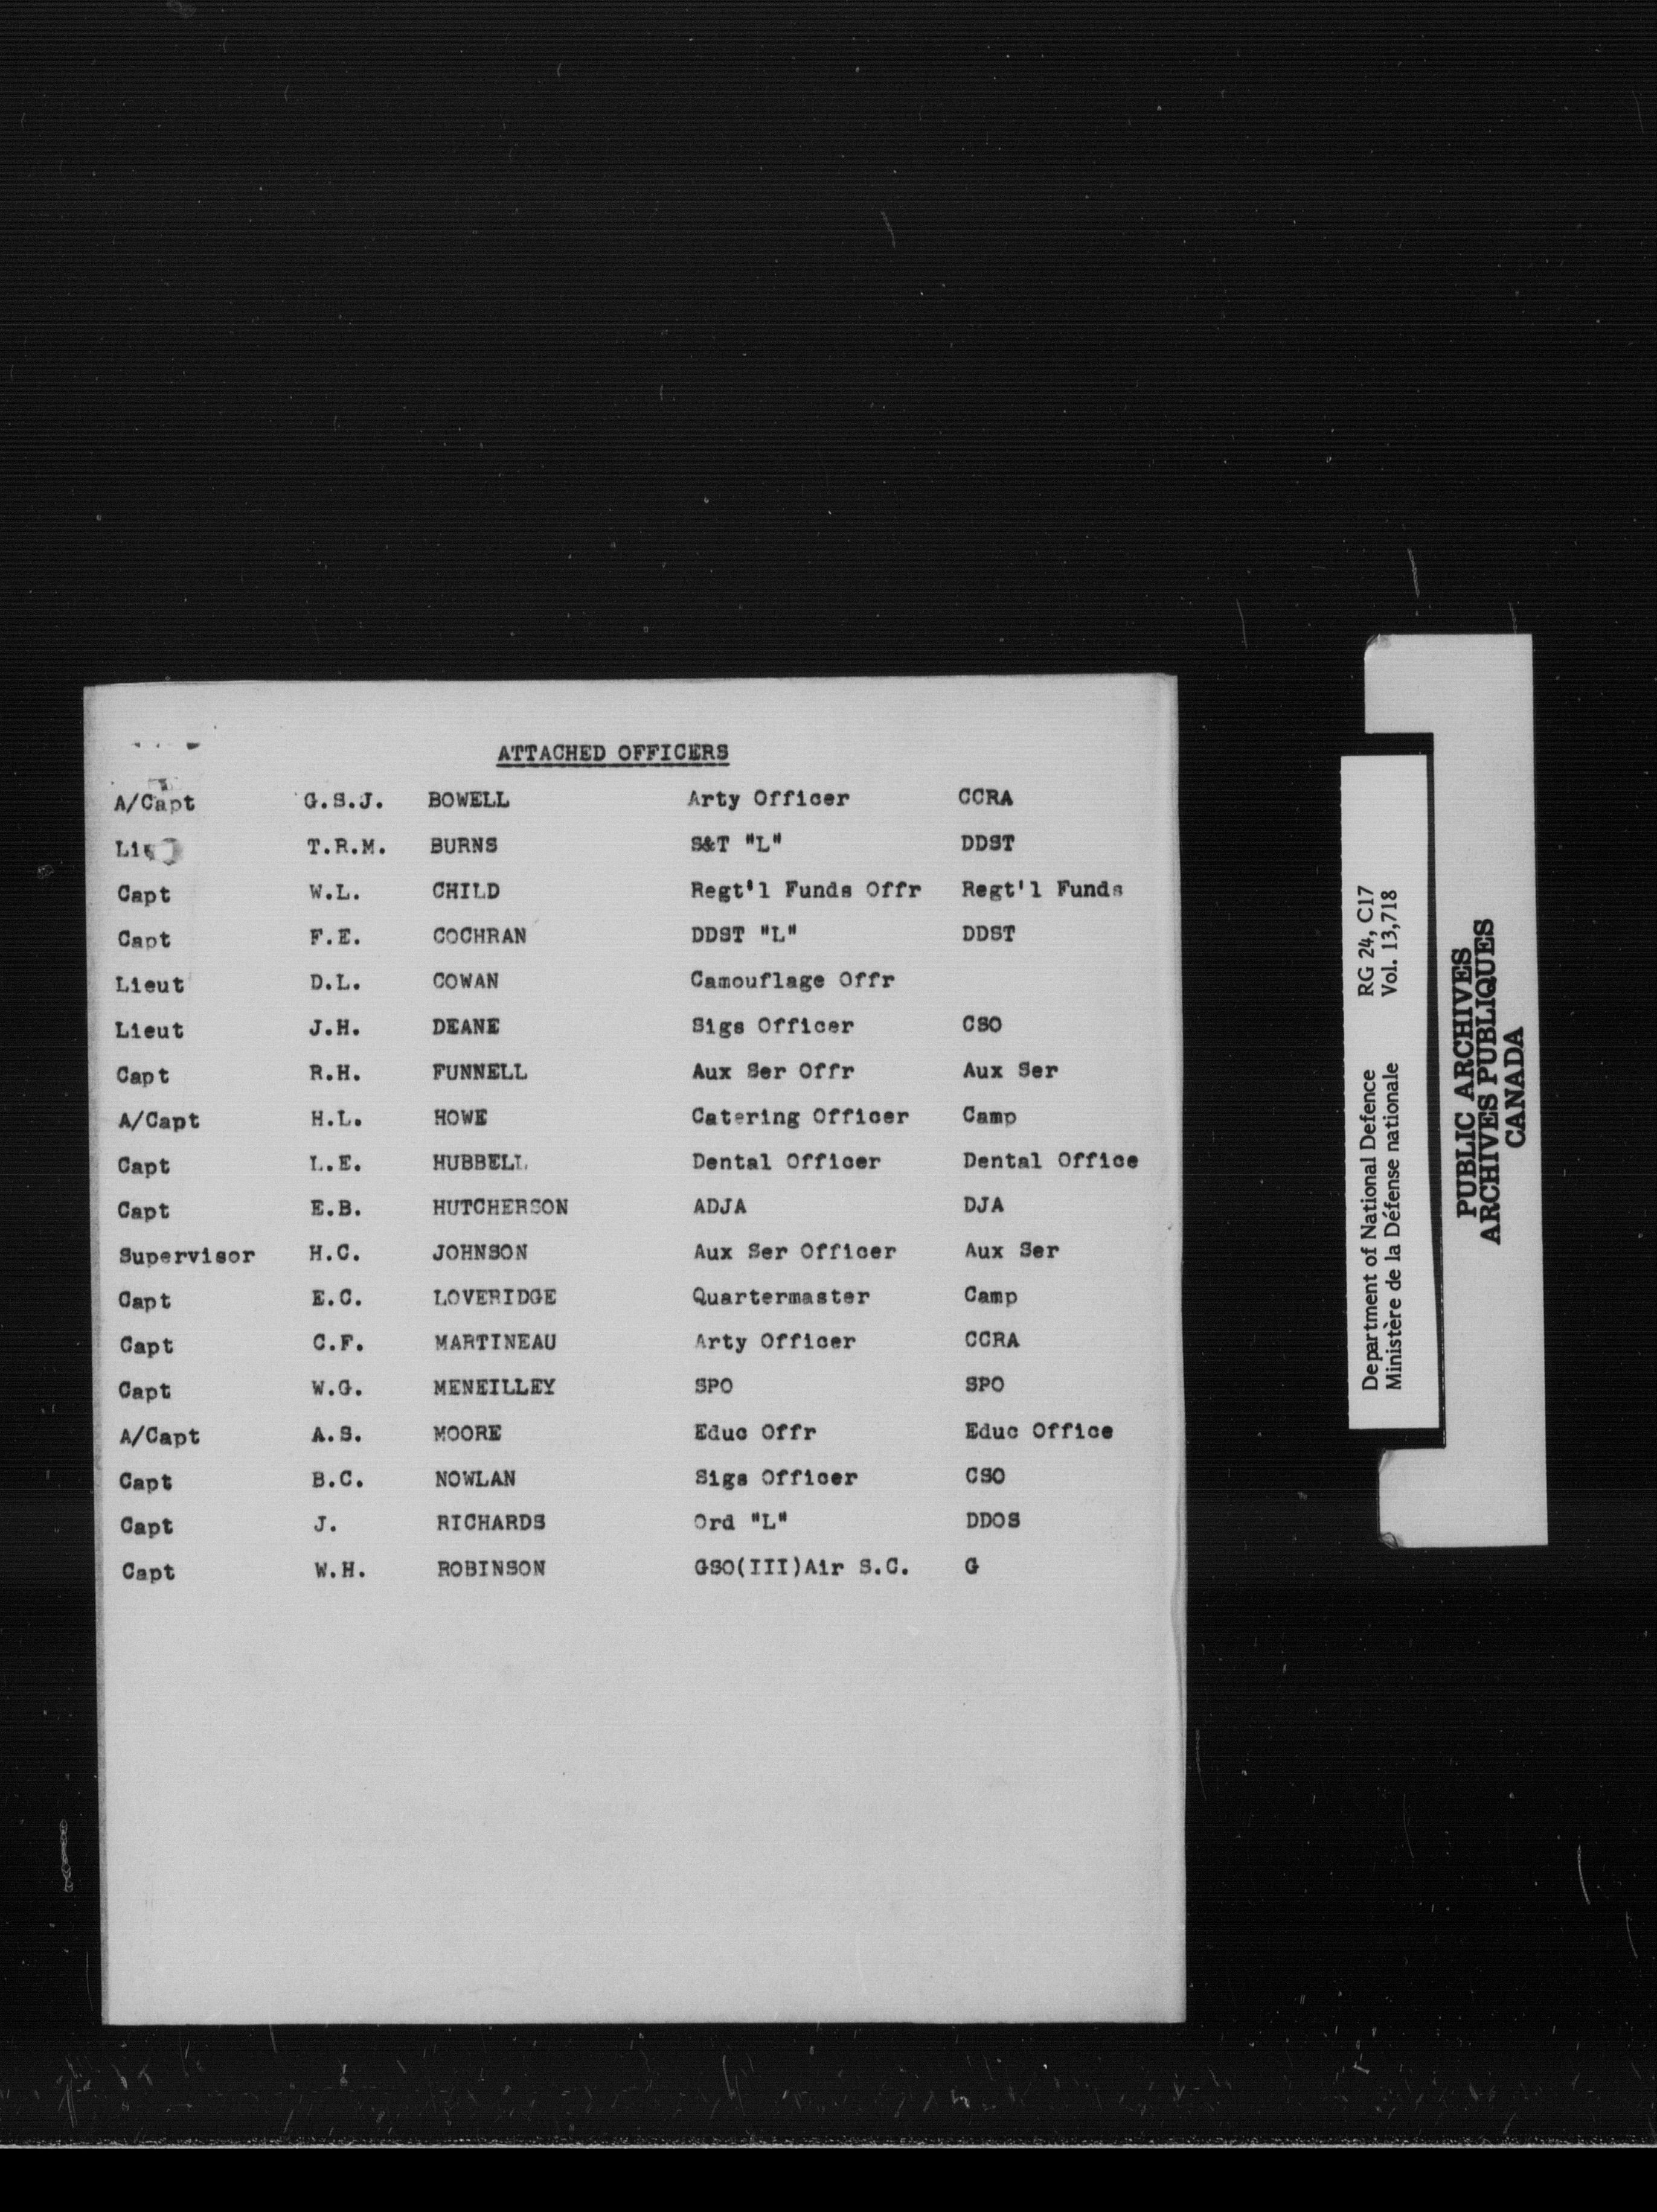 ATTACHED OFFICERS
A/Capt G.S.J. BOWELL Arty Officer CCRA
T.R.M. BURNS S&T "L" DDST
Capt W.L. CHILD Regt'l Funds Offr Regt'l Funds
Capt F.E. COCHRAN DDST "L" DDST
Lieut D.L. COWAN Camouflage Offr
Lieut J.H. DEANE Sigs Officer CSO
Capt R.H. FUNNELL Aux Ser Offr Aux Ser
A/Capt H.L. HOWE Catering Officer Camp
Capt L.E. HUBBELL Dental Officer Dental Office
Capt E.B. HUTCHERSON ADJA DJA
Supervisor H.C. JOHNSON Aux Ser Officer Aux Ser
Capt E.C. LOVERIDGE Quartermaster Camp
Capt C.F. MARTINEAU Arty Officer CCRA
Capt W.G. MENEILLEY SPO SPO
A/Capt A.S. MOORE Educ Offr Educ Office
Capt B.C. NOWLAN Sigs Officer CSO
Capt J. RICHARDS Ord "L" DDOS
Capt W.H. ROBINSON GSO(III)Air S.C. G
Department of National Defence RG 24, C17
Ministère de la Défense nationale Vol. 13,718
PUBLIC ARCHIVES
ARCHIVES PUBLIQUES
CANADA